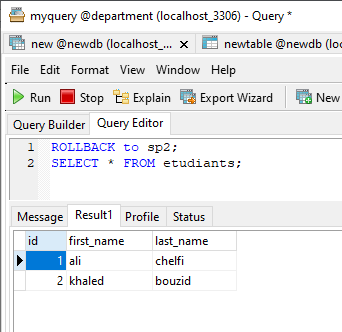 myquery @department (localhost_3306) - Query *
new @newdb (localhost_... newtable @newdb (loc
File Edit Format View Window Help
Run Stop Explain Export Wizard New
Query Builder Query Editor
1 ROLLBACK to sp2;
2 SELECT * FROM etudiants;
Message Result1 Profile Status
id first_name last_name
1 ali chelfi
2 khaled bouzid